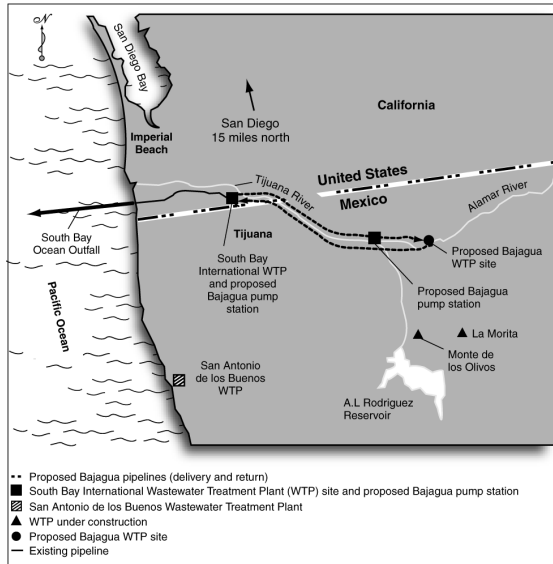 N
San Diego Bay
California
San Diego
15 miles north
Imperial
Beach
United States
Mexico
Tijuana River
Alamar River
South Bay
Ocean Outfall
Tijuana
South Bay
International WTP
and proposed
Bajagua pump
station
Proposed Bajagua
WTP site
Proposed Bajagua
pump station
Pacific Ocean
La Morita
Monte de
los Olivos
San Antonio
de los Buenos
WTP
A.L Rodriguez
Reservoir
Proposed Bajagua pipelines (delivery and return)
South Bay International Wastewater Treatment Plant (WTP) site and proposed Bajagua pump station
San Antonio de los Buenos Wastewater Treatment Plant
WTP under construction
Proposed Bajagua WTP site
Existing pipeline